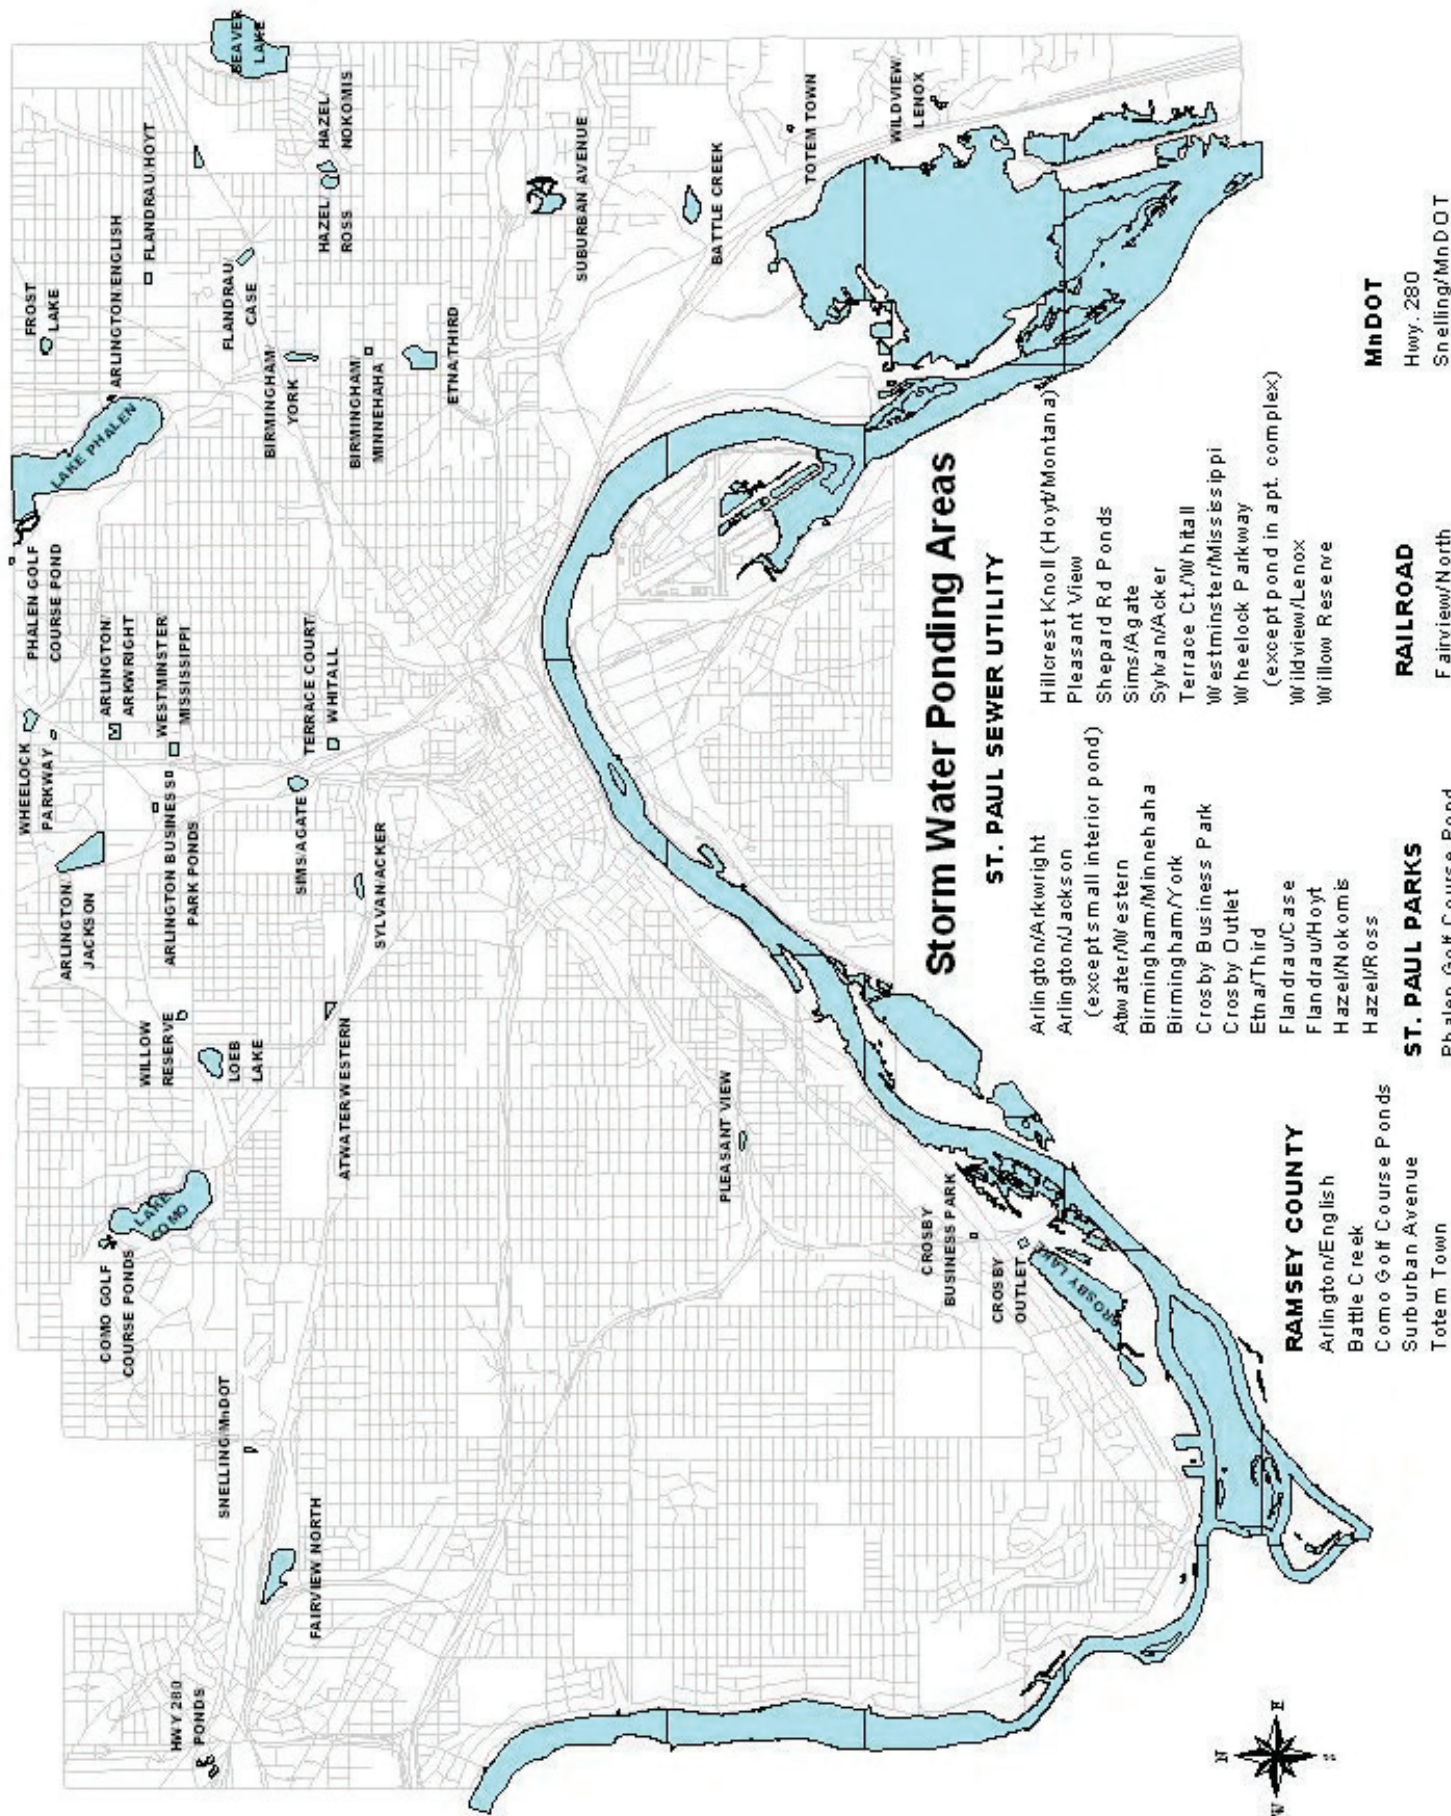 BEAVER
LAKE
FROST
LAKE
ARLINGTON/ENGLISH
FLANDRAU/HOYT
FLANDRAU/
CASE
HAZEL/
NOKOMIS
HAZEL/
ROSS
LAKE PHALEN
BIRMINGHAM/
YORK
BIRMINGHAM/
MINNEHAHA
ETNA/THIRD
SUBURBAN AVENUE
BATTLE CREEK
TOTEM TOWN
WILDVIEW/
LENOX
PHALEN GOLF
COURSE POND
WHEELOCK
PARKWAY
ARLINGTON/
ARKWRIGHT
WESTMINSTER/
MISSISSIPPI
TERRACE COURT/
WHITALL
ARLINGTON/
JACKSON
ARLINGTON BUSINESS
PARK PONDS
SIMS/AGATE
SYLVAN/ACKER
WILLOW
RESERVE
LOEB
LAKE
ATWATER/WESTERN
LAKE
COMO
COMO GOLF
COURSE PONDS
SNELLING/MnDOT
FAIRVIEW NORTH
HWY 280
PONDS
PLEASANT VIEW
CROSBY
BUSINESS PARK
CROSBY
OUTLET
CROSBY LAKE
N
W
E
Storm Water Ponding Areas
ST. PAUL SEWER UTILITY
Arlington/Arkwright
Arlington/Jackson
(except small interior pond)
Atwater/Western
Birmingham/Minnehaha
Birmingham/York
Crosby Business Park
Crosby Outlet
Etna/Third
Flandrau/Case
Flandrau/Hoyt
Hazel/Nokomis
Hazel/Ross
Hillcrest Knoll (Hoyt/Montana)
Pleasant View
Shepard Rd Ponds
Sims/Agate
Sylvan/Acker
Terrace Ct./Whitall
Westminster/Mississippi
Wheelock Parkway
(except pond in apt. complex)
Wildview/Lenox
Willow Reserve
RAMSEY COUNTY
Arlington/English
Battle Creek
Como Golf Course Ponds
Surburban Avenue
Totem Town
ST. PAUL PARKS
Phalen Golf Course Pond
RAILROAD
Fairview/North
MnDOT
Hwy. 280
Snelling/MnDOT